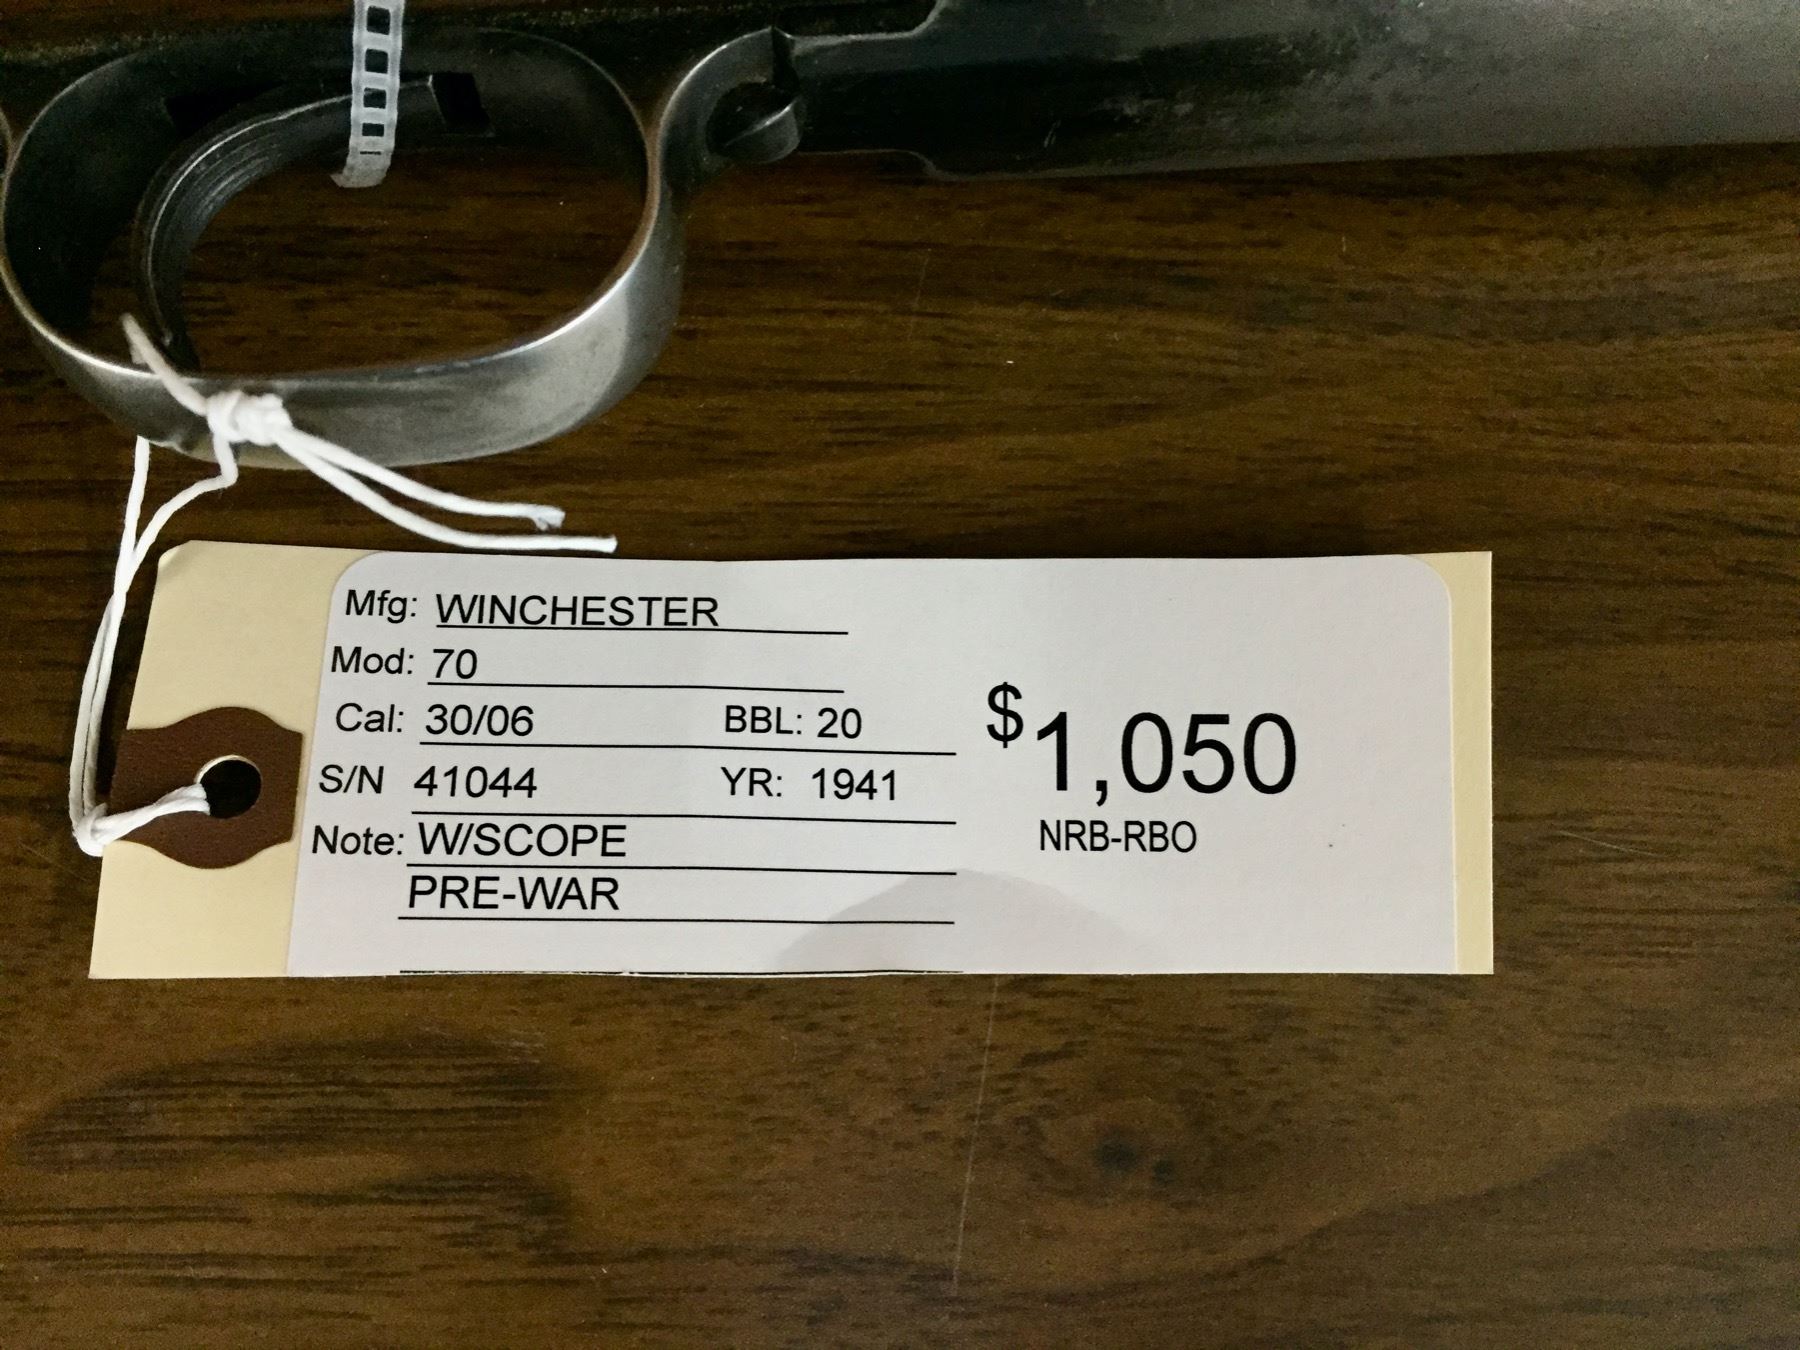 Mfg: WINCHESTER
Mod: 70
Cal: 30/06 BBL: 20
S/N 41044 YR: 1941
Note: W/SCOPE
PRE-WAR
$1,050
NRB-RBO